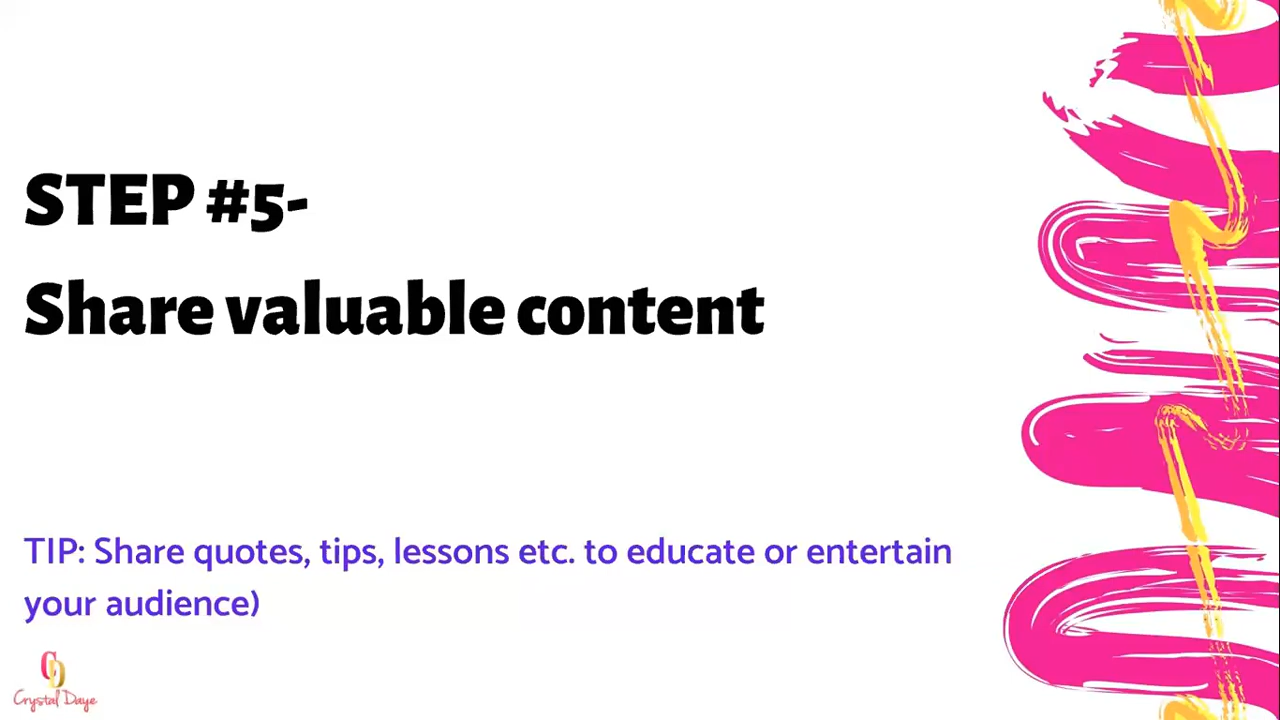 STEP #5-
Share valuable content
TIP: Share quotes, tips, lessons etc. to educate or entertain
your audience)
CD
Crystal Daye